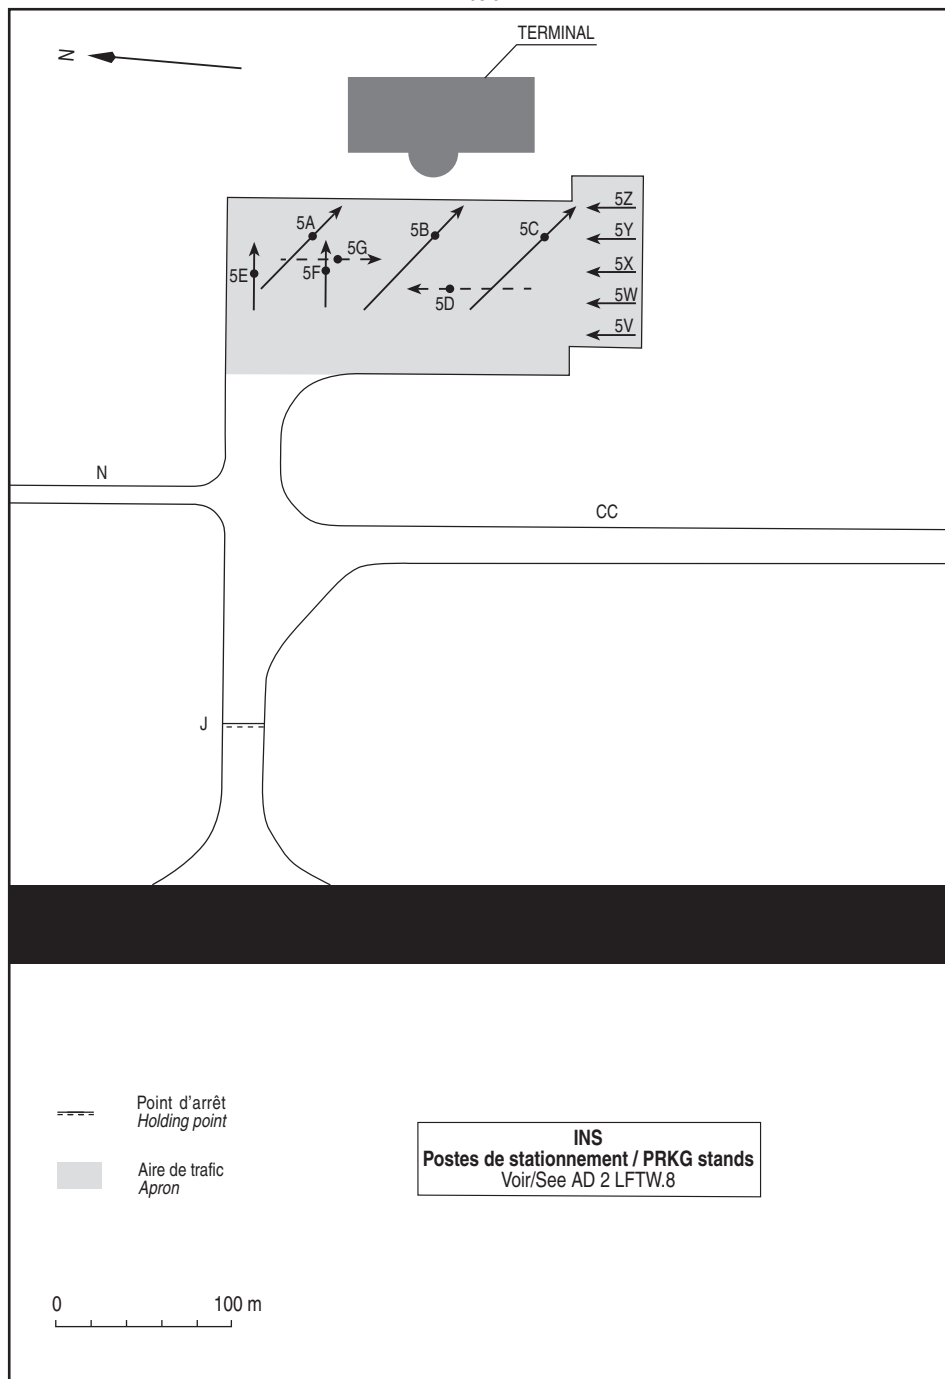 TERMINAL
N
5Z
5A
5B
5C
5Y
5G
5E
5F
5X
5D
5W
5V
N
CC
J
Point d'arrêt
Holding point
INS
Postes de stationnement / PRKG stands
Voir/See AD 2 LFTW.8
Aire de trafic
Apron
0 100 m